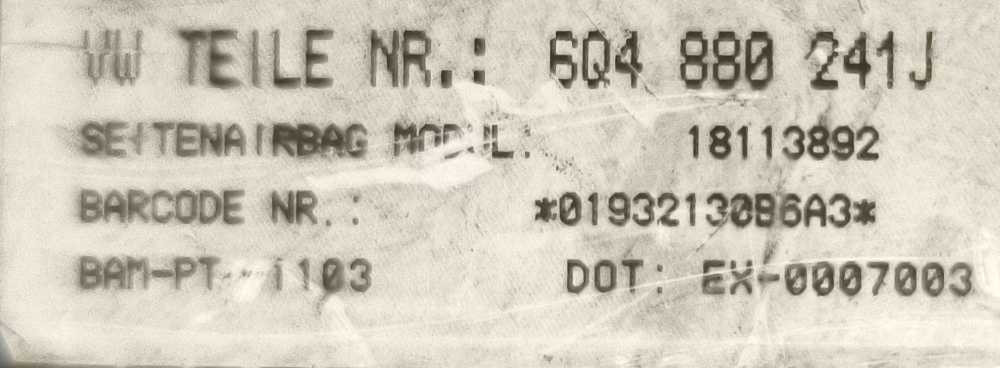 VW TEILE NR.: 6Q4 880 241J
SEITENAIRBAG MODUL: 18113892
BARCODE NR.: *01932130B6A3*
BAM-PT- 1103 DOT: EX-0007003